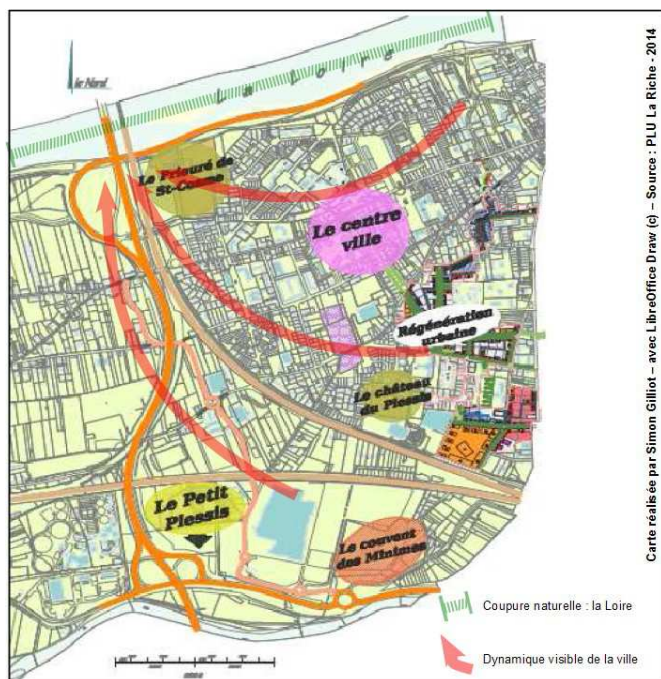 le Nord
La Loire
Le Prieuré de
St-Cosme
Le centre
ville
Régénération
urbaine
Le château
du Plessis
Le Petit
Plessis
Le couvent
des Minimes
Coupure naturelle : la Loire
Dynamique visible de la ville
Carte réalisée par Simon Gilliot – avec LibreOffice Draw (c) – Source : PLU La Riche - 2014